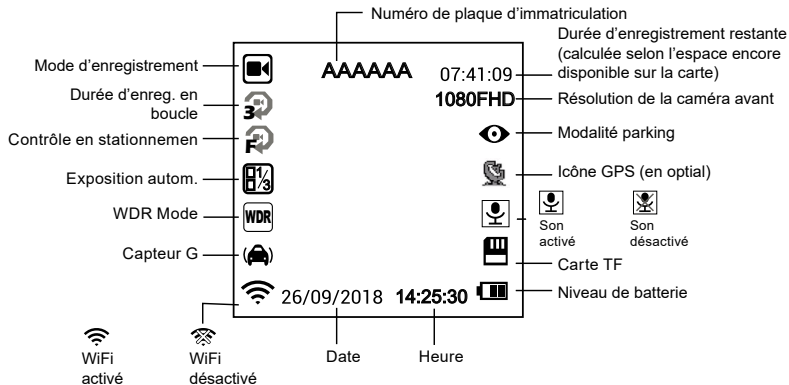 Numéro de plaque d'immatriculation
Durée d'enregistrement restante
(calculée selon l'espace encore
disponible sur la carte)
Mode d'enregistrement
AAAAAA
07:41:09
Durée d'enreg. en
boucle
3
1080FHD
Résolution de la caméra avant
Contrôle en stationnemen
F
Modalité parking
Exposition autom.
1/3
Icône GPS (en optial)
WDR Mode
WDR
Son
activé
Son
désactivé
Capteur G
Carte TF
26/09/2018
14:25:30
Niveau de batterie
WiFi
activé
WiFi
désactivé
Date
Heure